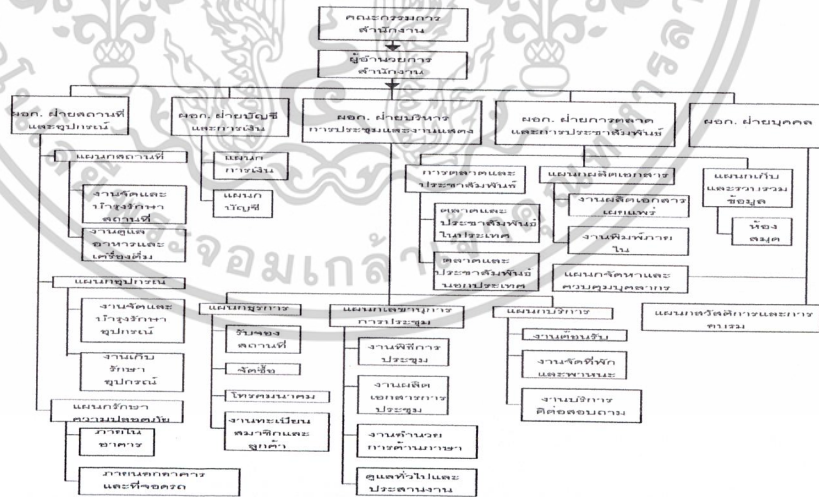 คณะกรรมการ
สำนักงาน
ผู้อำนวยการ
สำนักงาน
ผอก. ฝ่ายสถานที่
และอุปกรณ์
ผอก. ฝ่ายบัญชี
และการเงิน
ผอก. ฝ่ายบริหาร
การประชุมและงานแสดง
ผอก. ฝ่ายการตลาด
และการประชาสัมพันธ์
ผอก. ฝ่ายบุคคล
แผนกสถานที่
งานจัดและ
บำรุงรักษา
สถานที่
งานดูแล
อาหารและ
เครื่องดื่ม
แผนกอุปกรณ์
งานจัดและ
บำรุงรักษา
อุปกรณ์
งานเก็บ
รักษา
อุปกรณ์
แผนกรักษา
ความปลอดภัย
ภายใน
อาคาร
ภายนอกอาคาร
และที่จอดรถ
แผนก
การเงิน
แผนก
บัญชี
แผนกธุรการ
รับจอง
สถานที่
จัดซื้อ
โทรคมนาคม
งานทะเบียน
สมาชิกและ
ลูกค้า
แผนกเลขานุการ
การประชุม
งานพิธีการ
ประชุม
งานผลิต
เอกสารการ
ประชุม
งานอำนวย
การด้านภาษา
ดูแลทั่วไปและ
ประสานงาน
แผนกบริการ
งานต้อนรับ
งานจัดที่พัก
และพาหนะ
งานบริการ
ติดต่อสอบถาม
การตลาดและ
ประชาสัมพันธ์
ตลาดและ
ประชาสัมพันธ์
ในประเทศ
ตลาดและ
ประชาสัมพันธ์
นอกประเทศ
แผนกผลิตเอกสาร
งานผลิตเอกสาร
เผยแพร่
งานพิมพ์ภาย
ใน
แผนกเก็บ
และรวบรวม
ข้อมูล
ห้อง
สมุด
แผนกจัดหาและ
ควบคุมบุคลากร
แผนกสวัสดิการและการ
อบรม